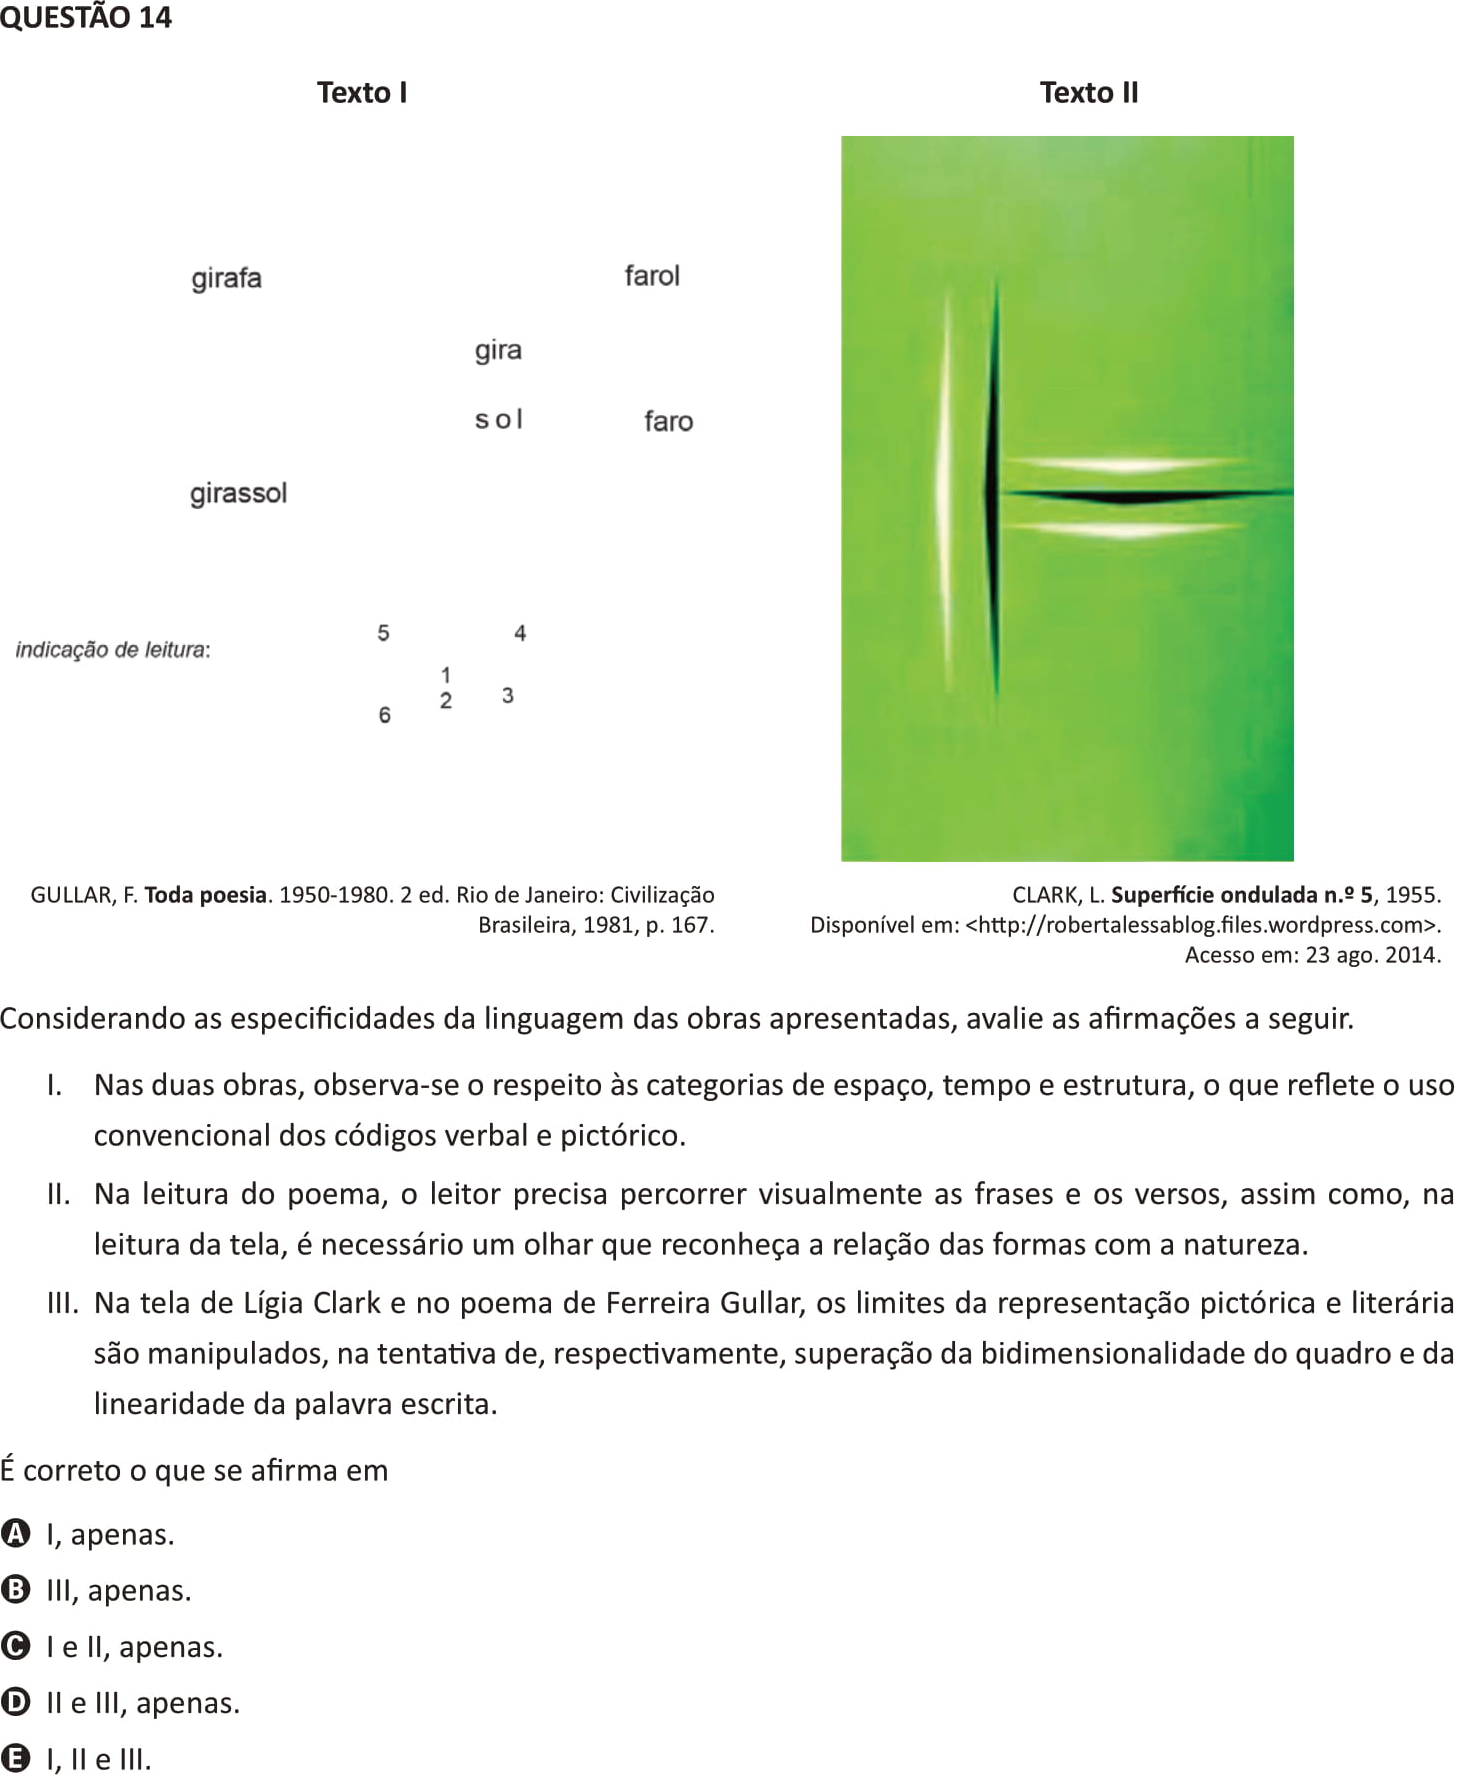 QUESTÃO 14
Texto I
girafa
farol
gira
s o l
faro
girassol
indicação de leitura:
5
4
1
2
3
6
GULLAR, F. Toda poesia. 1950-1980. 2 ed. Rio de Janeiro: Civilização
Brasileira, 1981, p. 167.
Texto II
CLARK, L. Superfície ondulada n.º 5, 1955.
Disponível em: <http://robertalessablog.files.wordpress.com>.
Acesso em: 23 ago. 2014.
Considerando as especificidades da linguagem das obras apresentadas, avalie as afirmações a seguir.
I. Nas duas obras, observa-se o respeito às categorias de espaço, tempo e estrutura, o que reflete o uso
convencional dos códigos verbal e pictórico.
II. Na leitura do poema, o leitor precisa percorrer visualmente as frases e os versos, assim como, na
leitura da tela, é necessário um olhar que reconheça a relação das formas com a natureza.
III. Na tela de Lígia Clark e no poema de Ferreira Gullar, os limites da representação pictórica e literária
são manipulados, na tentativa de, respectivamente, superação da bidimensionalidade do quadro e da
linearidade da palavra escrita.
É correto o que se afirma em
A I, apenas.
B III, apenas.
C I e II, apenas.
D II e III, apenas.
E I, II e III.